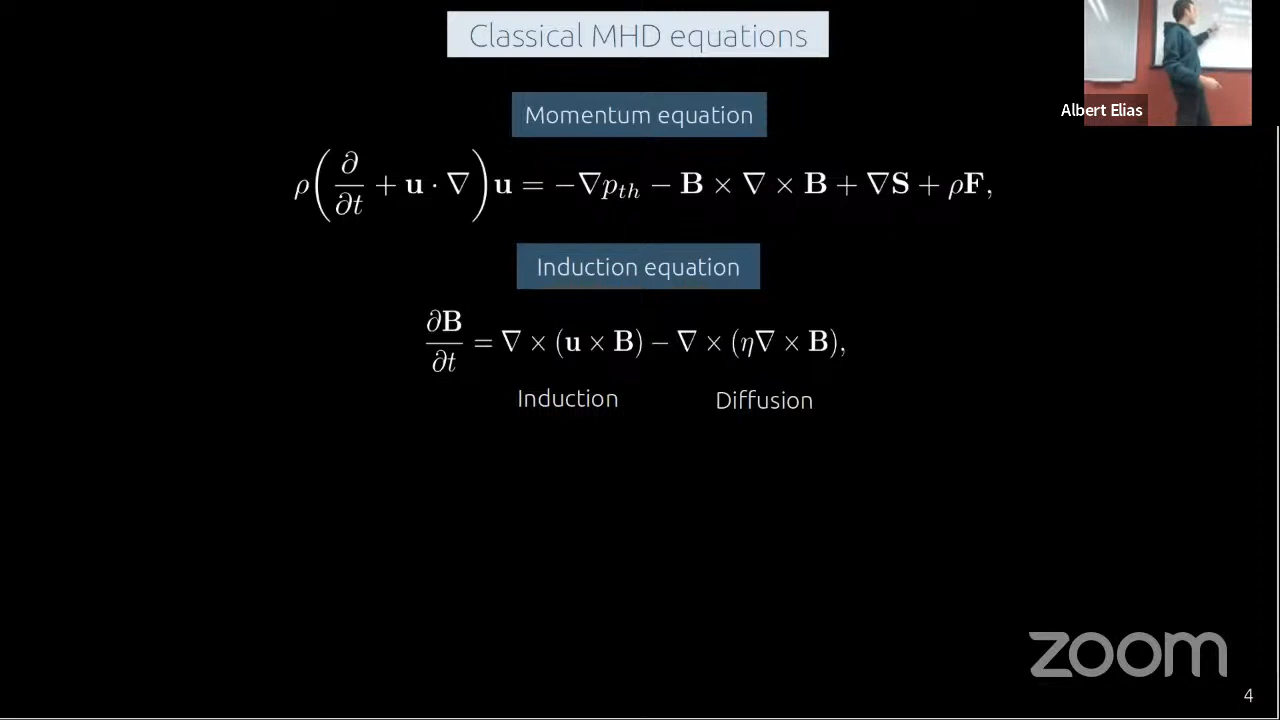 Classical MHD equations
Albert Elias
Momentum equation
ρ(∂/∂t + u · ∇)u = −∇p_th − B × ∇ × B + ∇S + ρF,
Induction equation
∂B/∂t = ∇ × (u × B) − ∇ × (η∇ × B),
Induction Diffusion
zoom
4